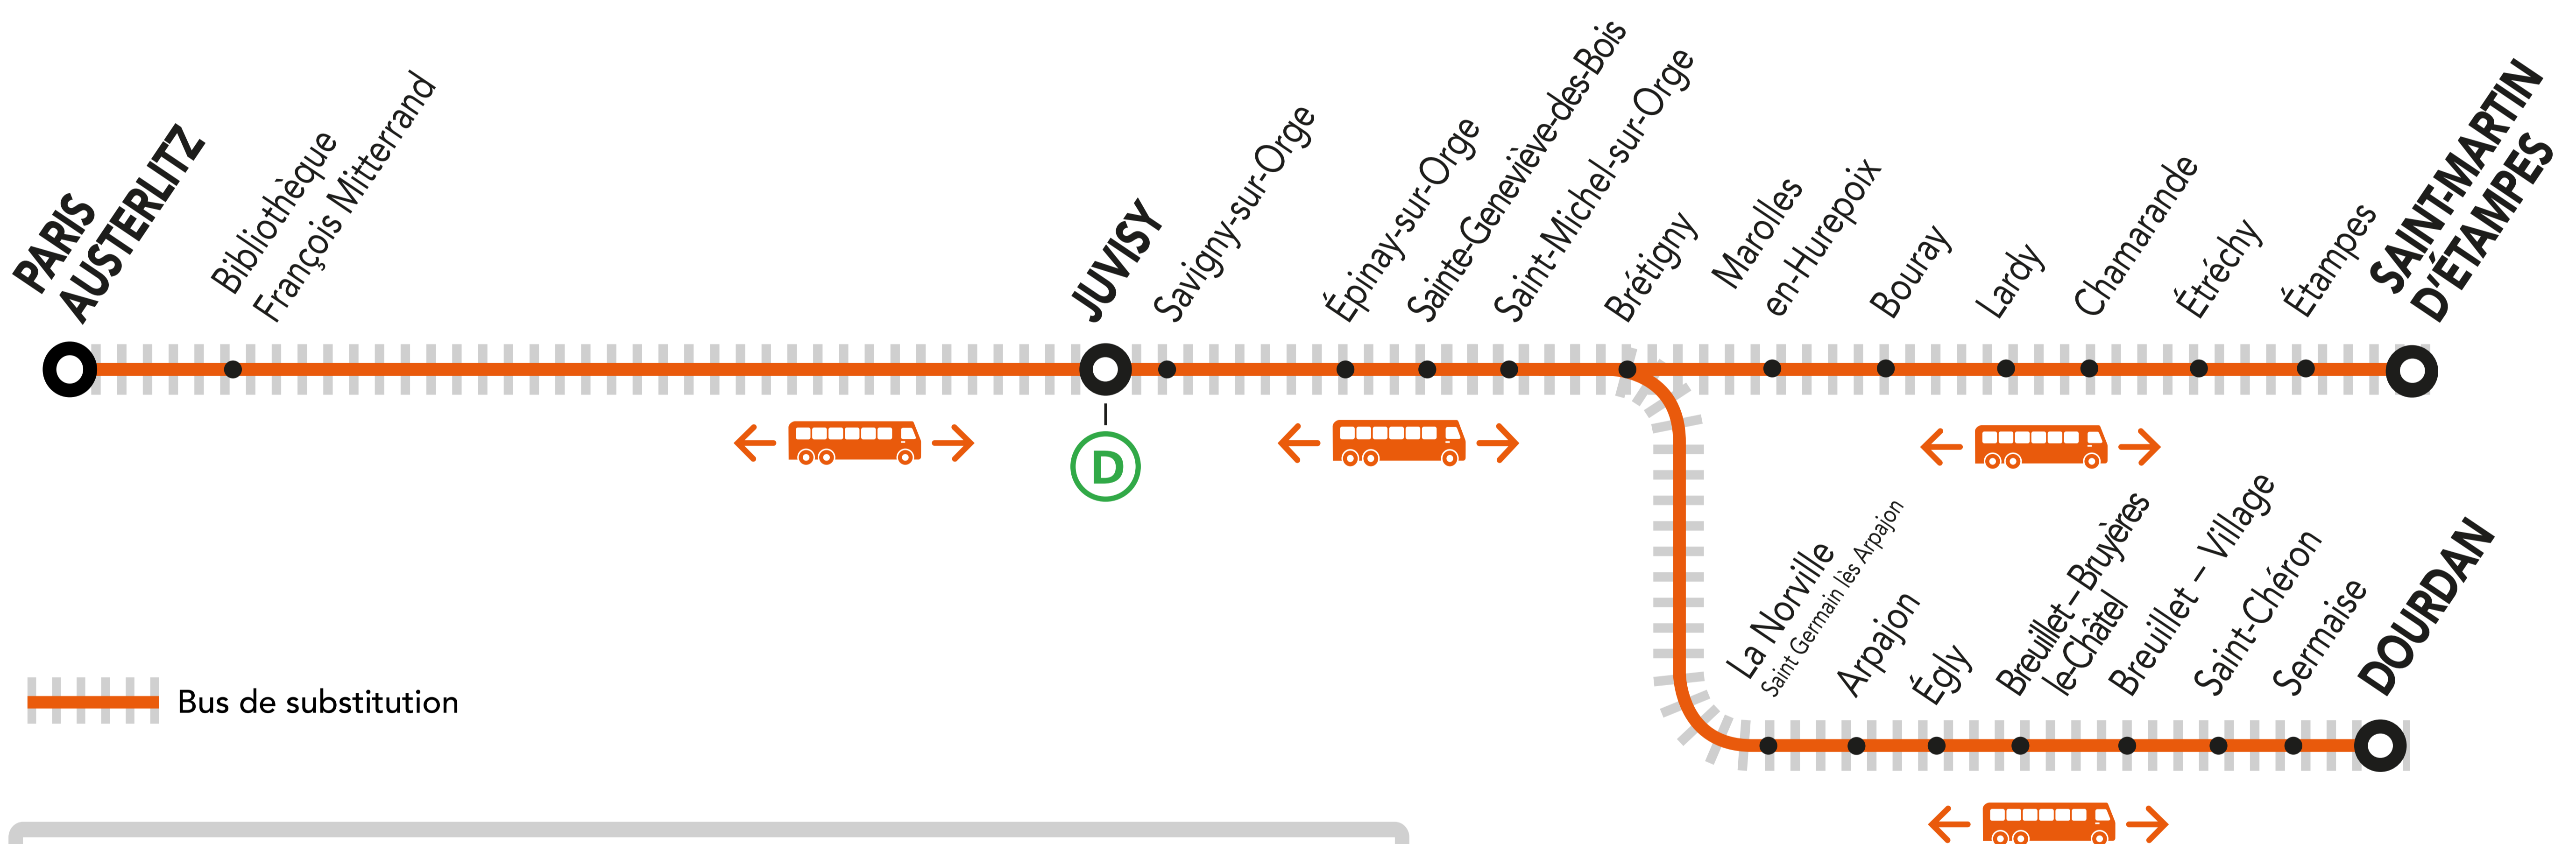 PARIS
AUSTERLITZ
Bibliothèque
François Mitterrand
JUVISY
Savigny-sur-Orge
Épinay-sur-Orge
Sainte-Geneviève-des-Bois
Saint-Michel-sur-Orge
Brétigny
Marolles
en-Hurepoix
Bouray
Lardy
Chamarande
Étréchy
Étampes
SAINT-MARTIN
D'ÉTAMPES
D
La Norville
Saint Germain lès Arpajon
Arpajon
Égly
Breuillet – Bruyères
le-Châtel
Breuillet – Village
Saint-Chéron
Sermaise
DOURDAN
Bus de substitution